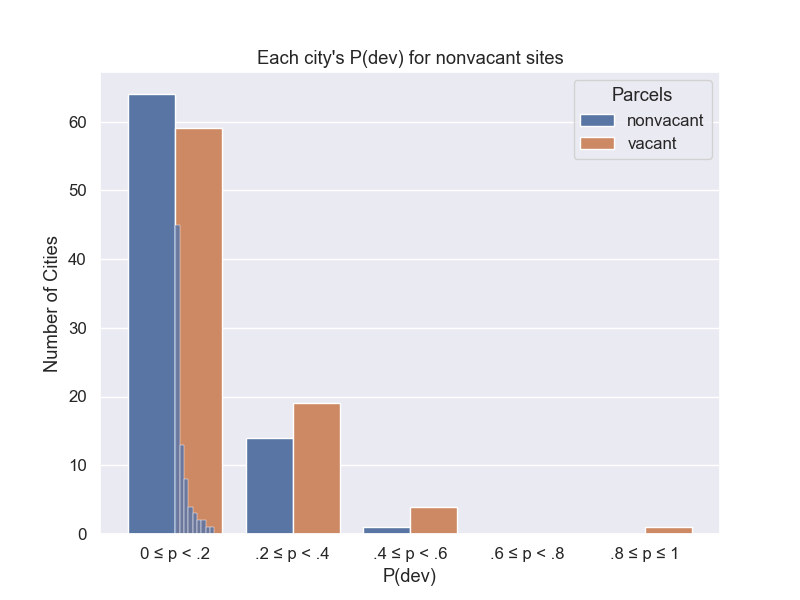 Each city's P(dev) for nonvacant sites
Parcels
nonvacant
vacant
Number of Cities
60
50
40
30
20
10
0
0 ≤ p < .2
.2 ≤ p < .4
.4 ≤ p < .6
.6 ≤ p < .8
.8 ≤ p ≤ 1
P(dev)